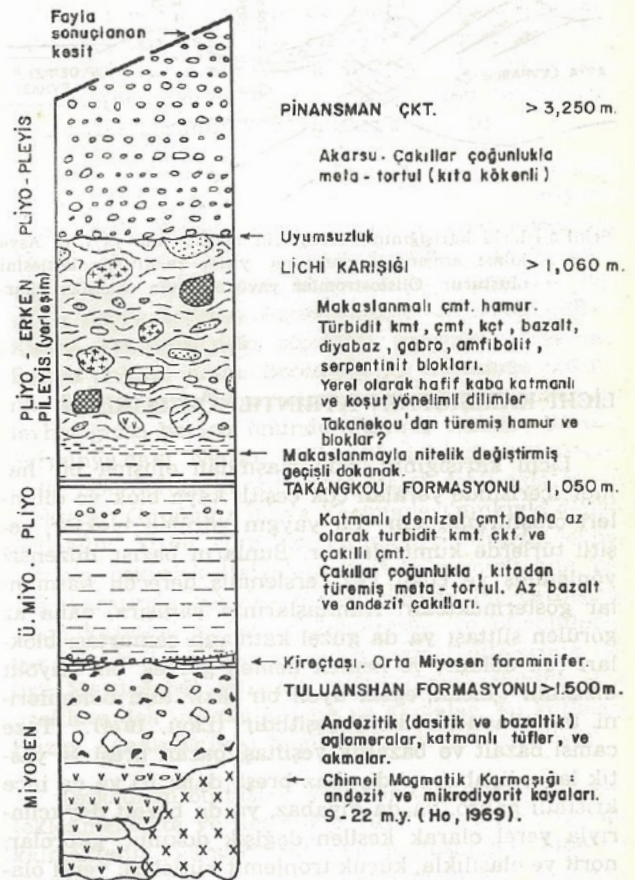 Fayla
sonuçlanan
kesit
PİNANSMAN ÇKT. > 3,250 m.
Akarsu - Çakıllar çoğunlukla
meta - tortul (kıta kökenli)
Uyumsuzluk
LİCHİ KARIŞIĞI > 1,060 m.
Makaslanmalı çmt. hamur.
Türbidit kmt, çmt, kçt, bazalt,
diyabaz, gabro, amfibolit,
serpentinit blokları.
Yerel olarak hafif kaba katmanlı
ve koşut yönelimli dilimler
Takanekou'dan türemiş hamur ve
bloklar?
Makaslanmayla nitelik değiştirmiş
geçişli dokanak
TAKANGKOU FORMASYONU 1,050 m.
Katmanlı denizel çmt. Daha az
olarak turbidit kmt. çkt ve
çakıllı çmt.
Çakıllar çoğunlukla kıtadan
türemiş meta-tortul. Az bazalt
ve andezit çakılları.
Kireçtaşı - Orta Miyosen foraminifer.
TULUANSHAN FORMASYONU >1.500m.
Andezitik (dasitik ve bazaltik)
aglomeralar, katmanlı tüfler, ve
akmalar.
Chimei Magmatik Karmaşığı -
andezit ve mikrodiyorit kayaları.
9-22 m.y. (Ho, 1969).
PLİYO - PLEYİS
ERKEN
PLEYİS. (yerleşim)
PLİYO
Ü. MİYO - PLİYO
MİYOSEN